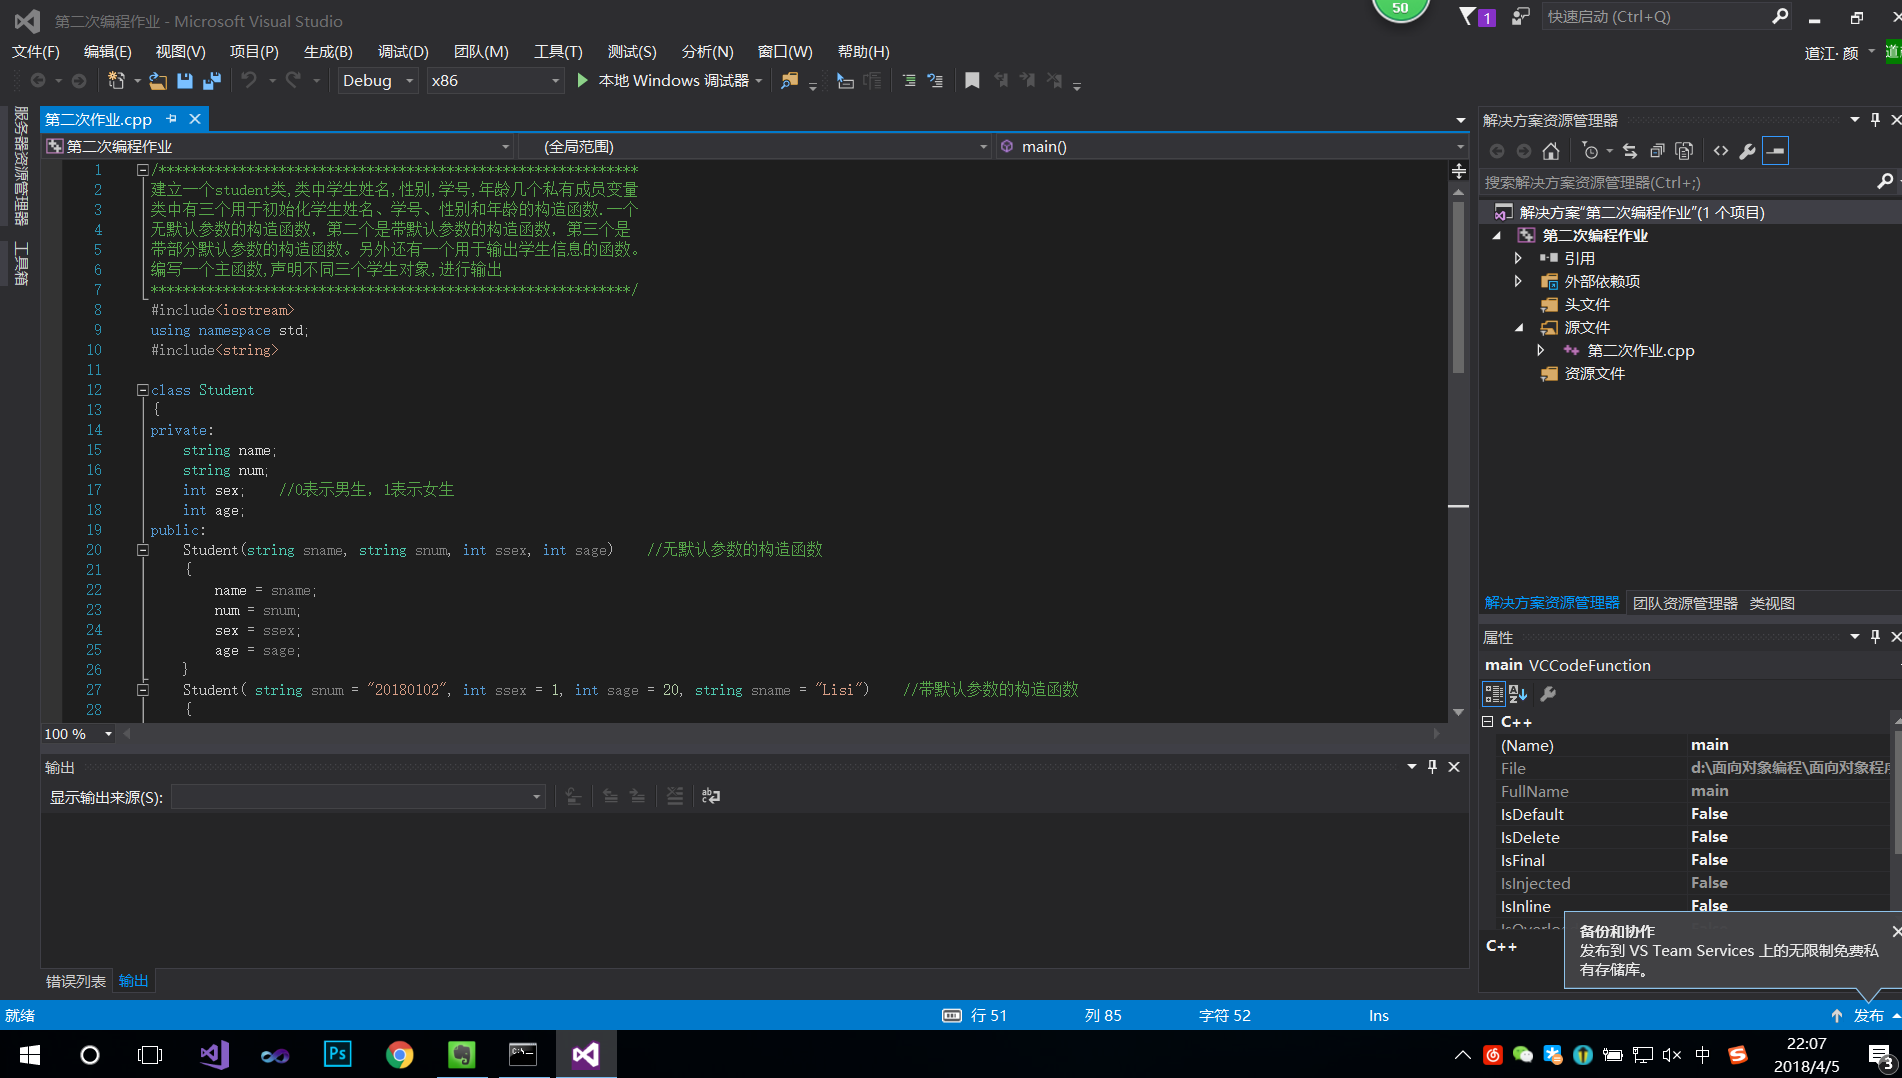 第二次编程作业 - Microsoft Visual Studio
50
1
快速启动 (Ctrl+Q)
文件(F) 编辑(E) 视图(V) 项目(P) 生成(B) 调试(D) 团队(M) 工具(T) 测试(S) 分析(N) 窗口(W) 帮助(H)
道江· 颜
Debug x86 本地 Windows 调试器
服务器资源管理器
工具箱
第二次作业.cpp
第二次编程作业 (全局范围) main()
1 /************************************************************
2 建立一个student类,类中学生姓名,性别,学号,年龄几个私有成员变量
3 类中有三个用于初始化学生姓名、学号、性别和年龄的构造函数.一个
4 无默认参数的构造函数，第二个是带默认参数的构造函数，第三个是
5 带部分默认参数的构造函数。另外还有一个用于输出学生信息的函数。
6 编写一个主函数,声明不同三个学生对象,进行输出
7 ************************************************************/
8 #include<iostream>
9 using namespace std;
10 #include<string>
11
12 class Student
13 {
14 private:
15 string name;
16 string num;
17 int sex; //0表示男生，1表示女生
18 int age;
19 public:
20 Student(string sname, string snum, int ssex, int sage) //无默认参数的构造函数
21 {
22 name = sname;
23 num = snum;
24 sex = ssex;
25 age = sage;
26 }
27 Student( string snum = "20180102", int ssex = 1, int sage = 20, string sname = "Lisi") //带默认参数的构造函数
28 {
100 %
输出
显示输出来源(S):
错误列表 输出
解决方案资源管理器
搜索解决方案资源管理器(Ctrl+;)
解决方案"第二次编程作业"(1 个项目)
第二次编程作业
引用
外部依赖项
头文件
源文件
第二次作业.cpp
资源文件
解决方案资源管理器 团队资源管理器 类视图
属性
main VCCodeFunction
C++
(Name) main
File d:\面向对象编程\面向对象程序
FullName main
IsDefault False
IsDelete False
IsFinal False
IsInjected False
IsInline False
C++
备份和协作
发布到 VS Team Services 上的无限制免费私
有存储库。
就绪 行 51 列 85 字符 52 Ins 发布
Ps
中
22:07
2018/4/5
3